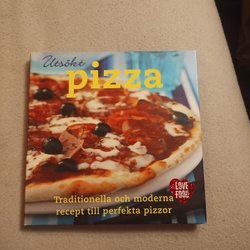 Utsökt
pizza
LOVE
FOOD
Traditionella och moderna
recept till perfekta pizzor